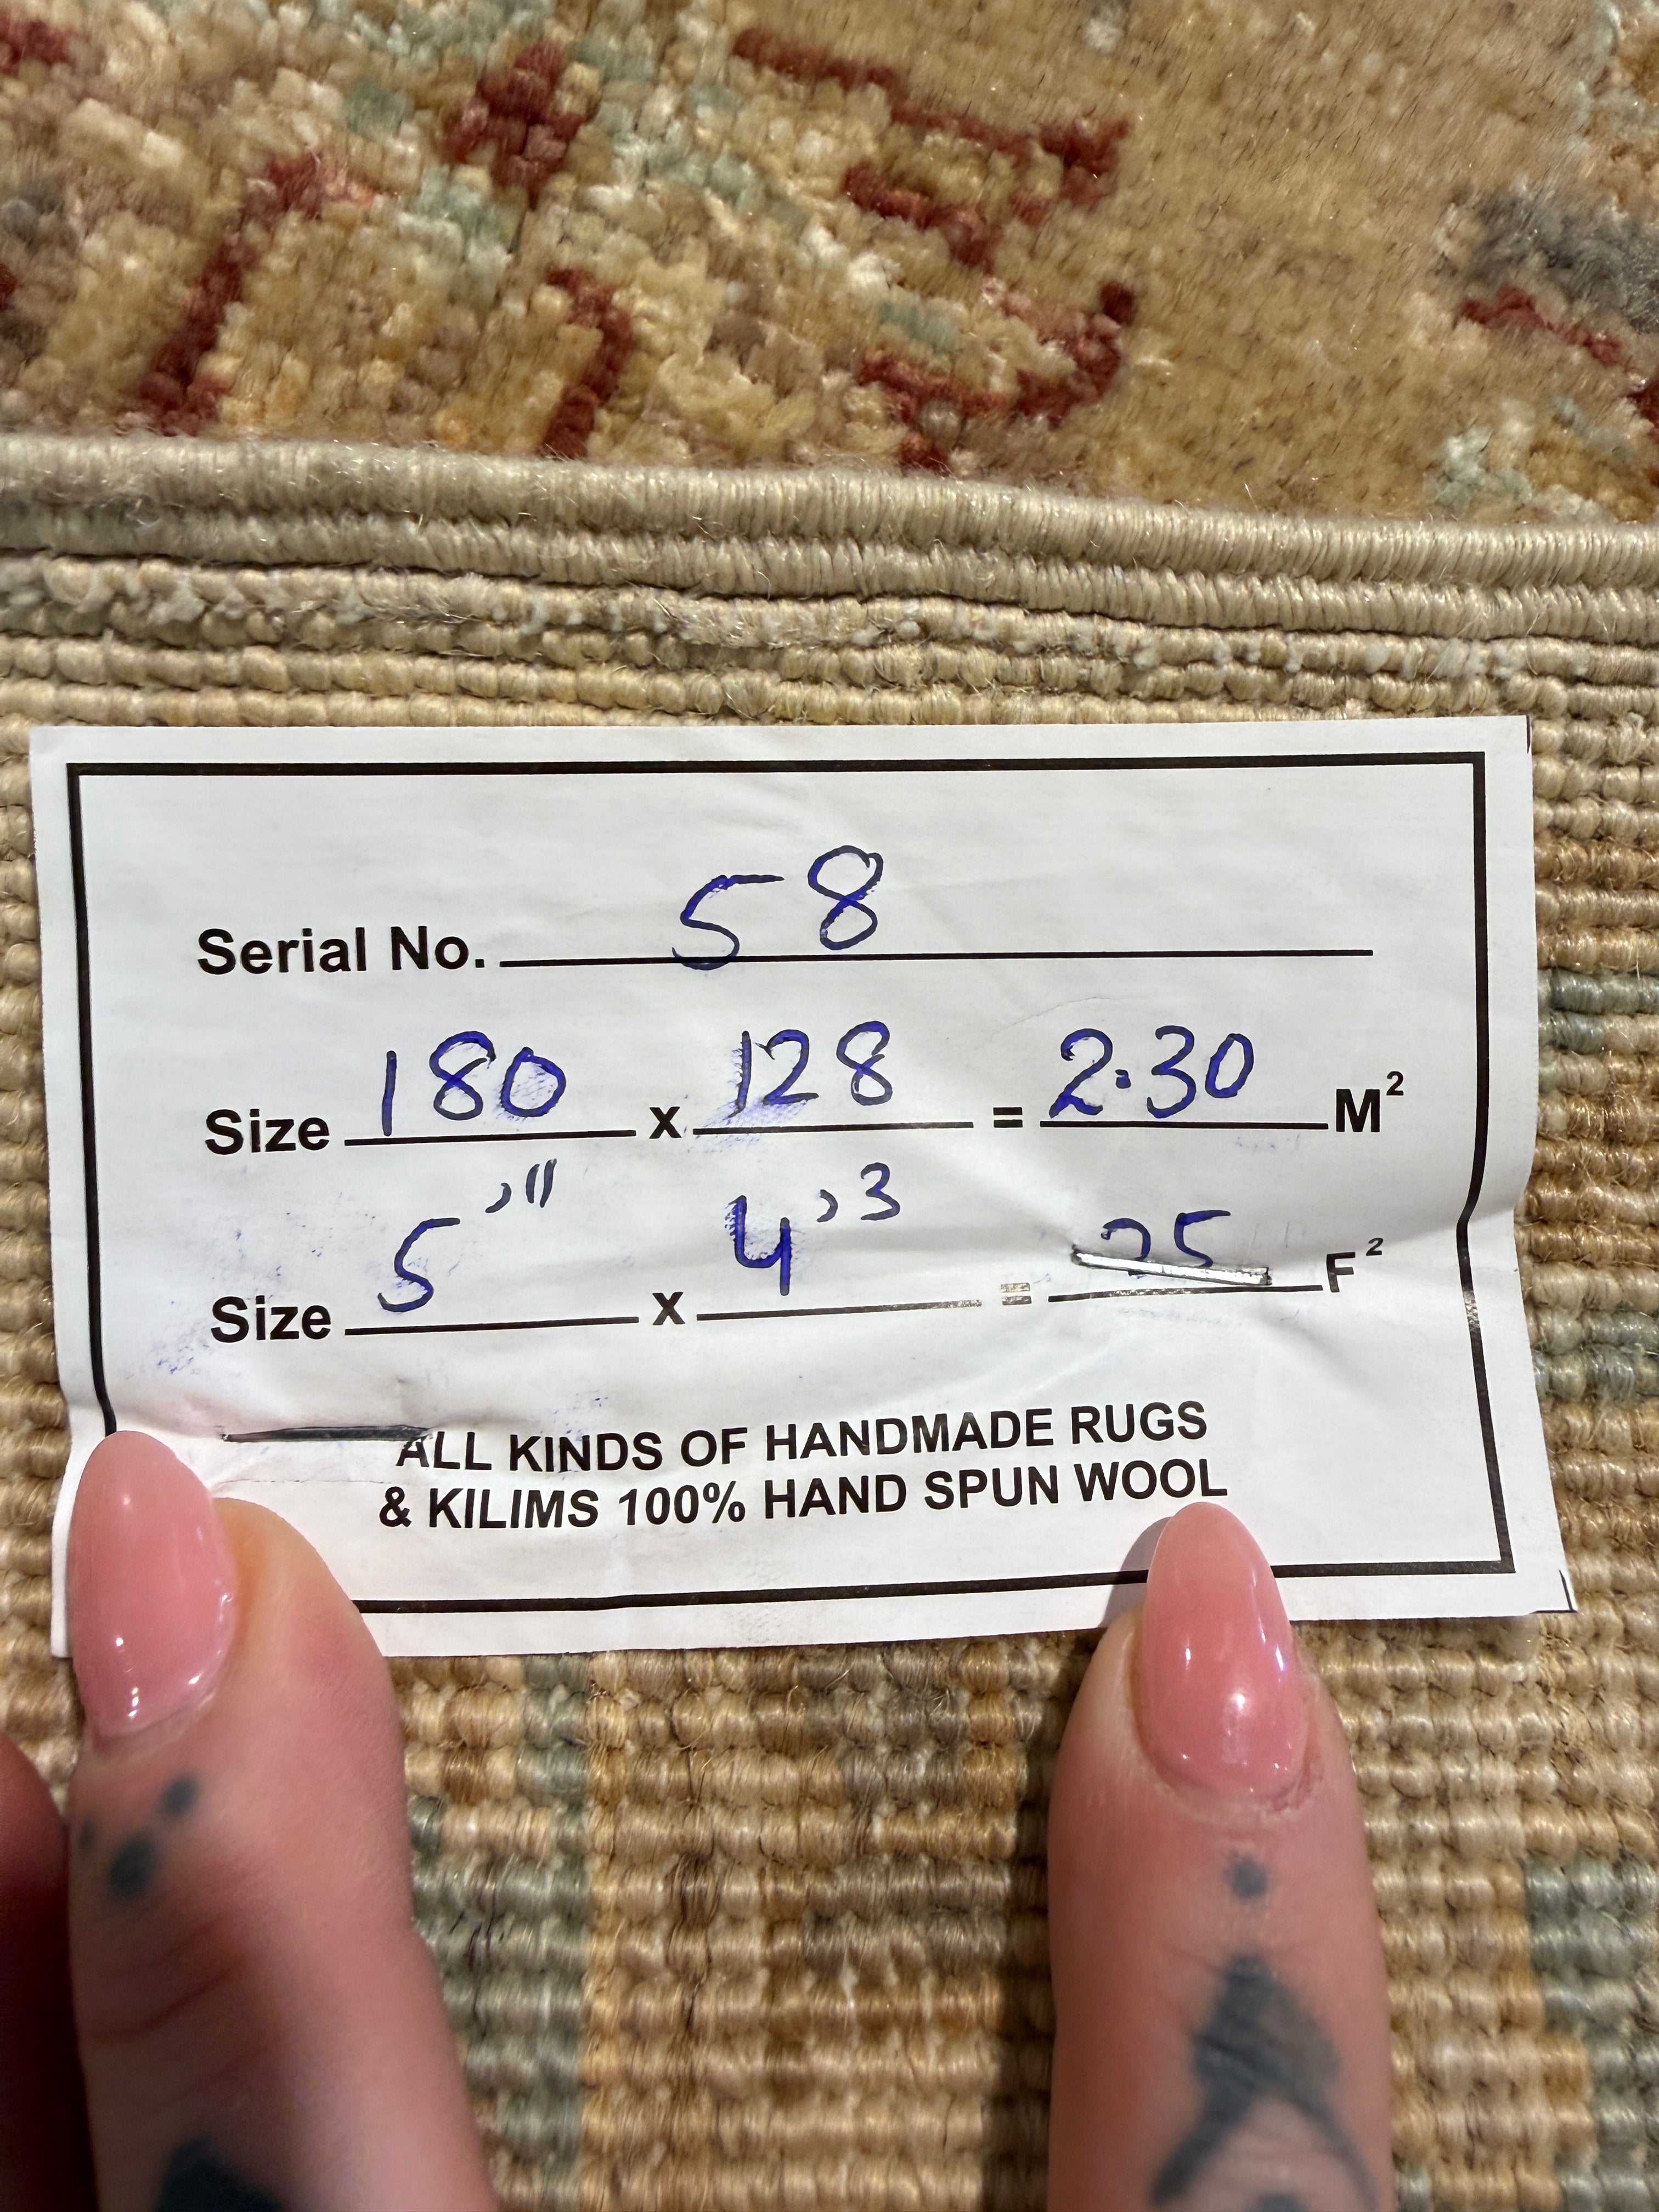 Serial No. 58
Size 180 x 128 = 2.30 M²
Size 5'11 x 4'3 = 25 F²
ALL KINDS OF HANDMADE RUGS
& KILIMS 100% HAND SPUN WOOL